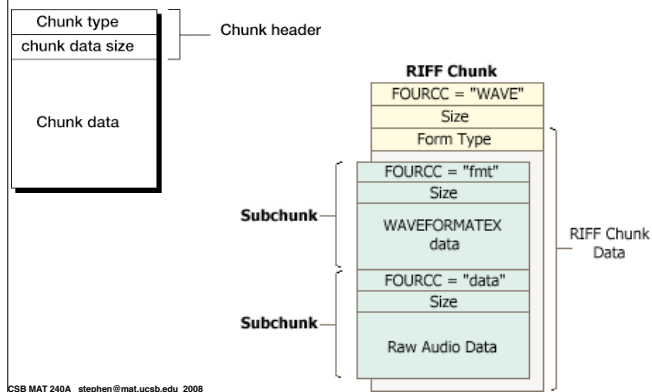 Chunk type
chunk data size
Chunk data
Chunk header
RIFF Chunk
FOURCC = "WAVE"
Size
Form Type
FOURCC = "fmt"
Size
WAVEFORMATEX
data
Subchunk
FOURCC = "data"
Size
Raw Audio Data
Subchunk
RIFF Chunk
Data
CSB MAT 240A stephen@mat.ucsb.edu 2008